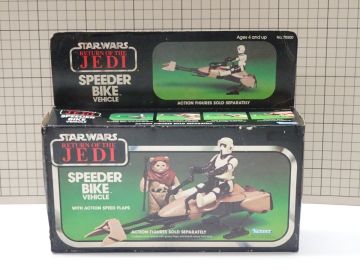 STAR WARS
RETURN OF THE
JEDI
SPEEDER
BIKE
VEHICLE
Ages 4 and up
No. 70500
ACTION FIGURES SOLD SEPARATELY
STAR WARS
RETURN OF THE
JEDI
SPEEDER
BIKE
VEHICLE
WITH ACTION SPEED FLAPS
ACTION FIGURES SOLD SEPARATELY
Kenner